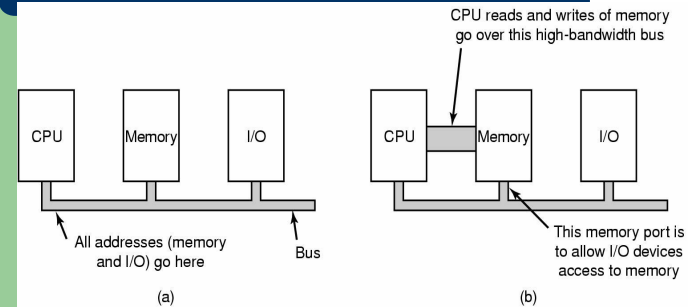 CPU reads and writes of memory
go over this high-bandwidth bus
CPU
Memory
I/O
CPU
Memory
I/O
All addresses (memory
and I/O) go here
Bus
This memory port is
to allow I/O devices
access to memory
(a)
(b)